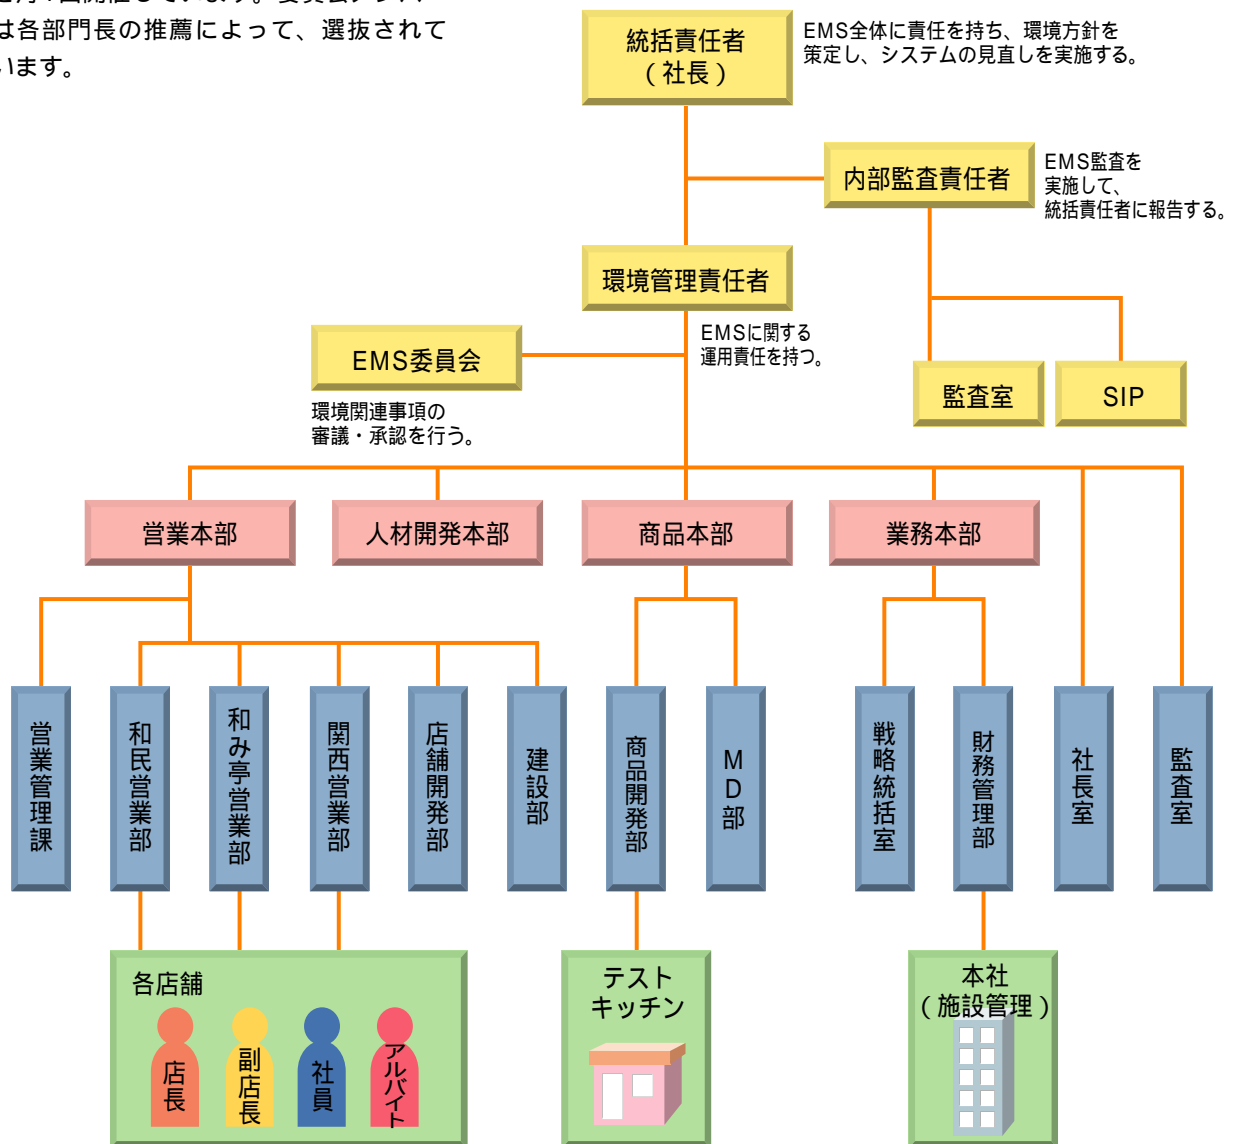 は各部門長の推薦によって、選抜されて
います。
統括責任者
（社長）
EMS全体に責任を持ち、環境方針を
策定し、システムの見直しを実施する。
内部監査責任者
EMS監査を
実施して、
統括責任者に報告する。
環境管理責任者
EMSに関する
運用責任を持つ。
EMS委員会
環境関連事項の
審議・承認を行う。
監査室
SIP
営業本部
人材開発本部
商品本部
業務本部
営業管理課
和民営業部
和み亭営業部
関西営業部
店舗開発部
建設部
商品開発部
MD部
戦略統括室
財務管理部
社長室
監査室
各店舗
店長
副店長
社員
アルバイト
テスト
キッチン
本社
（施設管理）